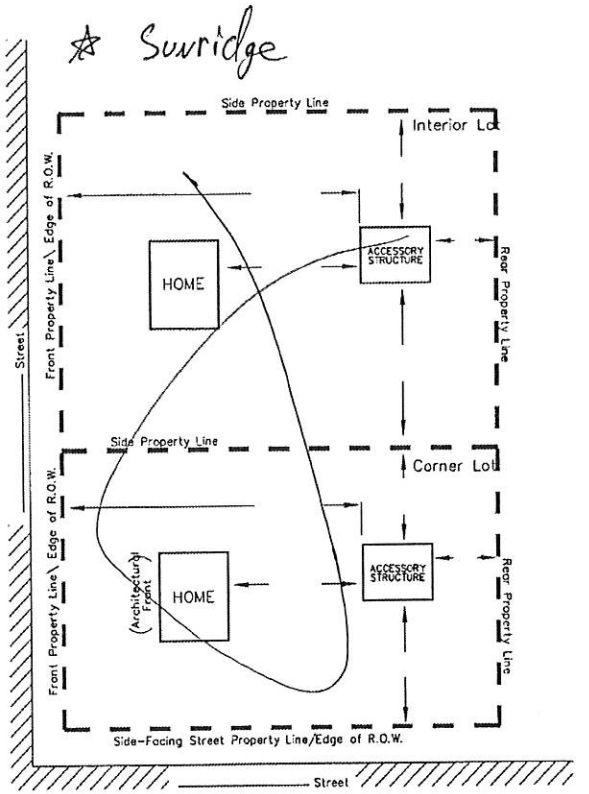 ☆ Sunridge
Side Property Line
Interior Lot
Front Property Line\ Edge of R.O.W.
HOME
ACCESSORY
STRUCTURE
Rear Property Line
Street
Side Property Line
Corner Lot
Front Property Line\ Edge of R.O.W.
(Architectural
Front)
HOME
ACCESSORY
STRUCTURE
Rear Property Line
Side-Facing Street Property Line/Edge of R.O.W.
Street